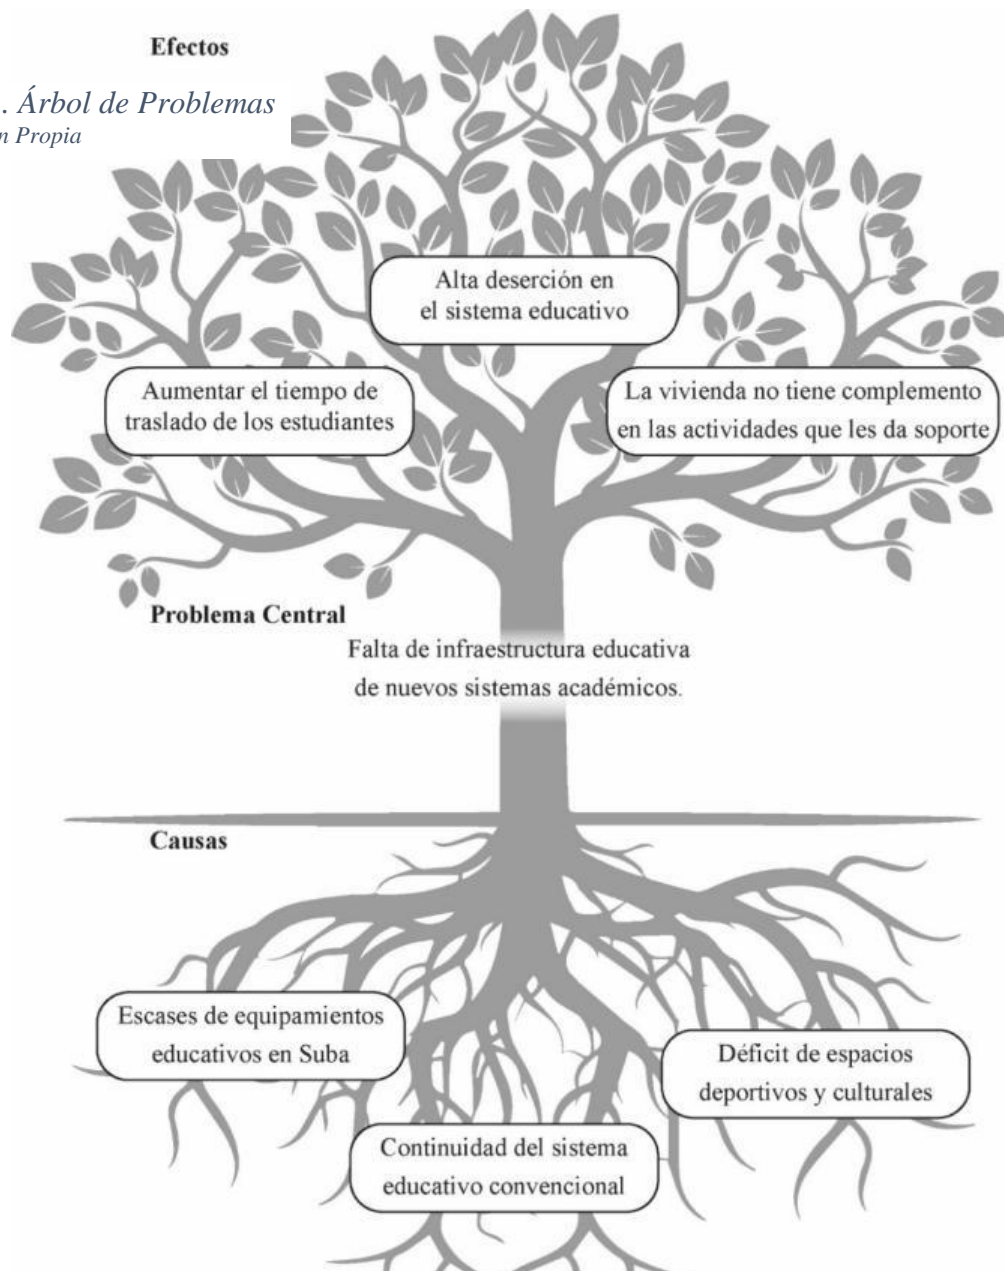 Efectos
. Árbol de Problemas
n Propia
Alta deserción en
el sistema educativo
Aumentar el tiempo de
traslado de los estudiantes
La vivienda no tiene complemento
en las actividades que les da soporte
Problema Central
Falta de infraestructura educativa
de nuevos sistemas académicos.
Causas
Escases de equipamientos
educativos en Suba
Déficit de espacios
deportivos y culturales
Continuidad del sistema
educativo convencional